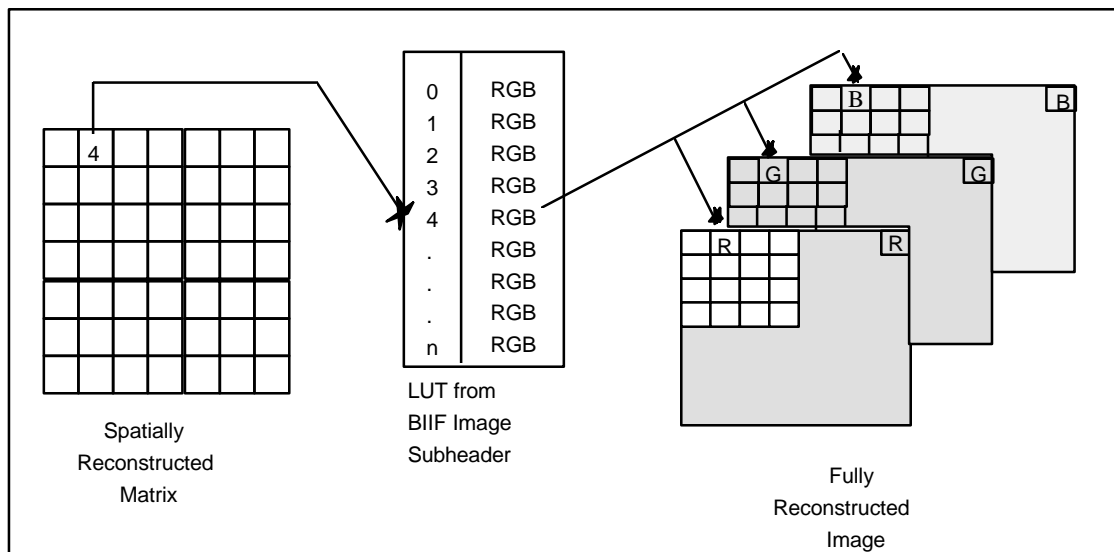 4
0 RGB
1 RGB
2 RGB
3 RGB
4 RGB
. RGB
. RGB
. RGB
n RGB
B
B
G
G
R
R
Spatially
Reconstructed
Matrix
LUT from
BIIF Image
Subheader
Fully
Reconstructed
Image